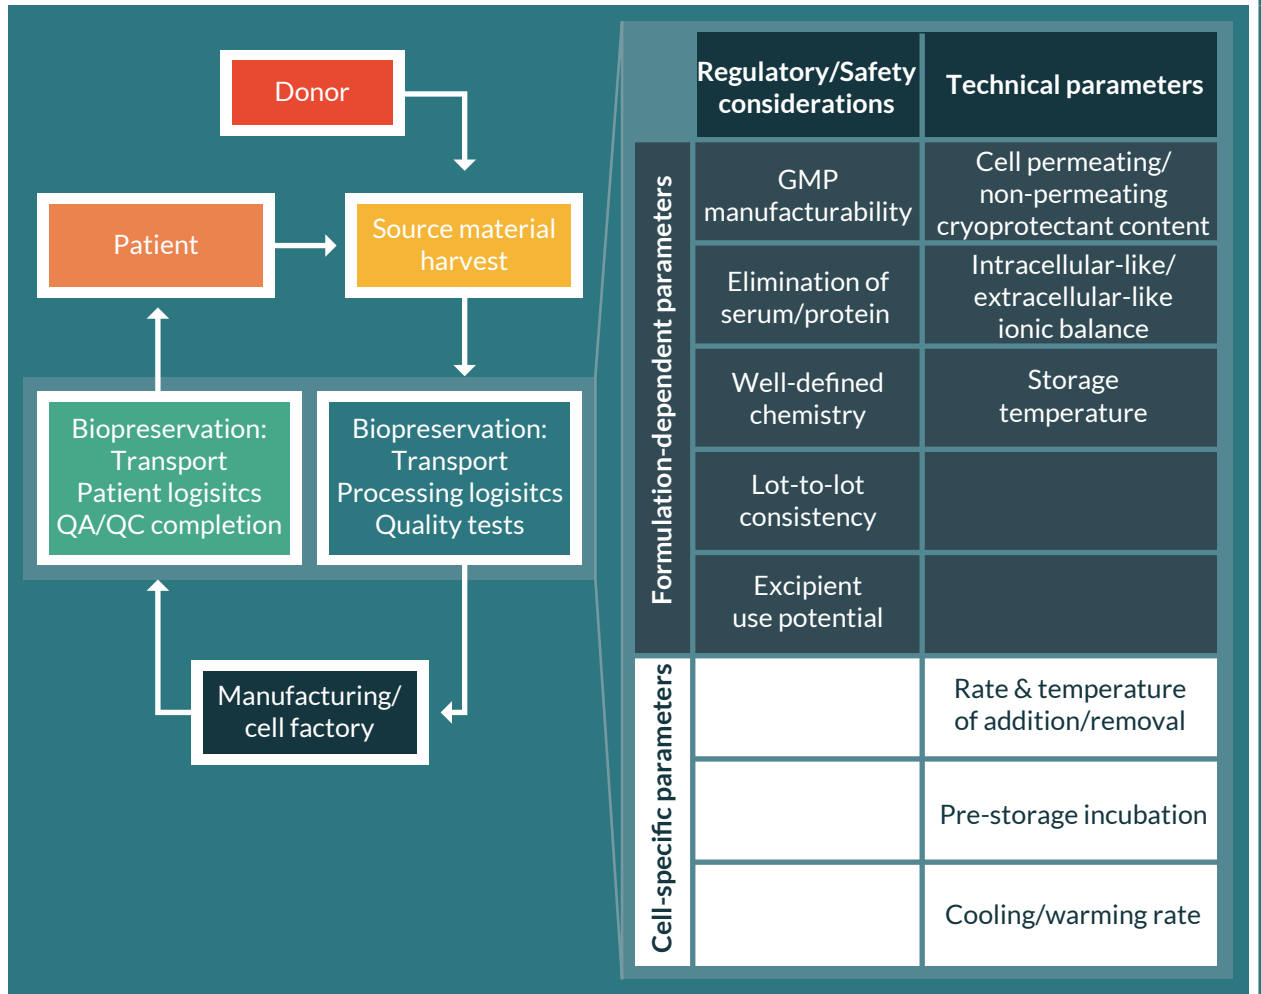 Donor
Patient
Source material
harvest
Biopreservation:
Transport
Patient logisitcs
QA/QC completion
Biopreservation:
Transport
Processing logisitcs
Quality tests
Manufacturing/
cell factory
Regulatory/Safety
considerations
Technical parameters
Formulation-dependent parameters
GMP
manufacturability
Cell permeating/
non-permeating
cryoprotectant content
Elimination of
serum/protein
Intracellular-like/
extracellular-like
ionic balance
Well-defined
chemistry
Storage
temperature
Lot-to-lot
consistency
Excipient
use potential
Cell-specific parameters
Rate & temperature
of addition/removal
Pre-storage incubation
Cooling/warming rate